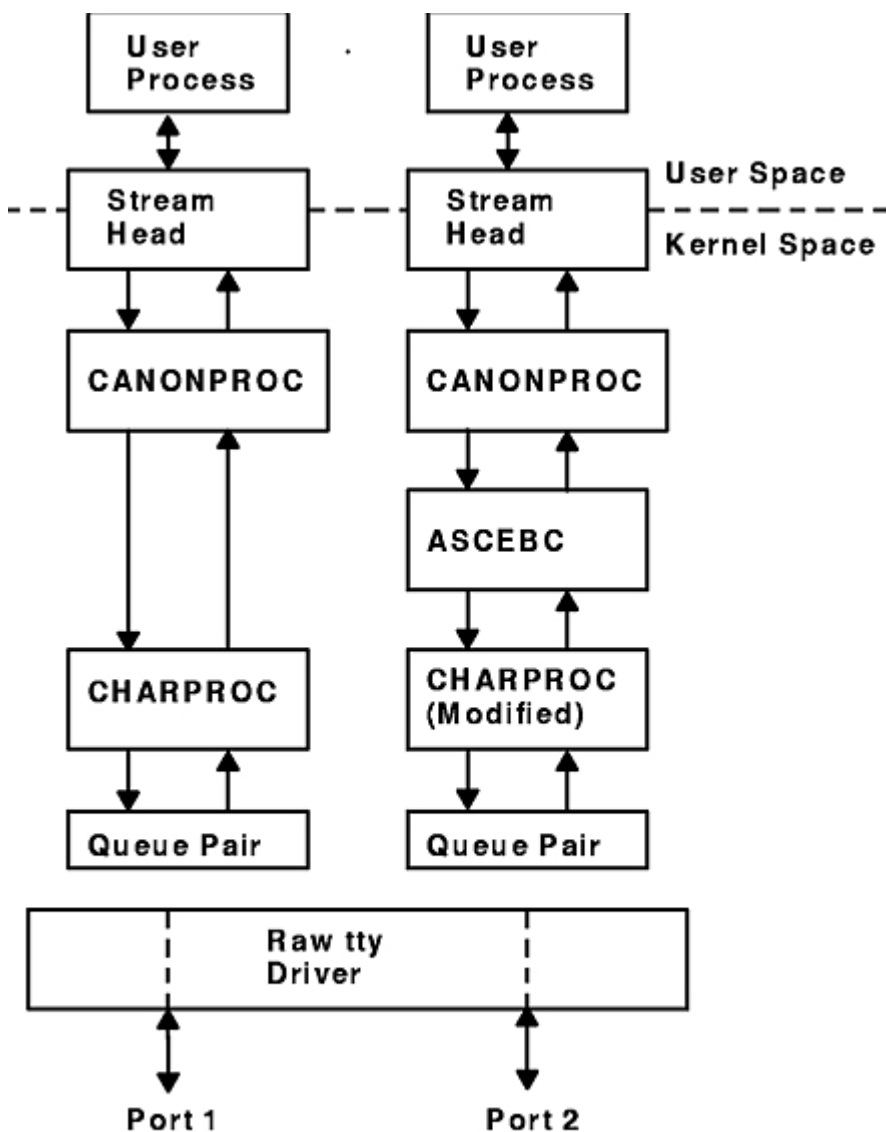 User
Process
User
Process
Stream
Head
Stream
Head
User Space
Kernel Space
CANONPROC
CANONPROC
ASCEBC
CHARPROC
CHARPROC
(Modified)
Queue Pair
Queue Pair
Raw tty
Driver
Port 1
Port 2